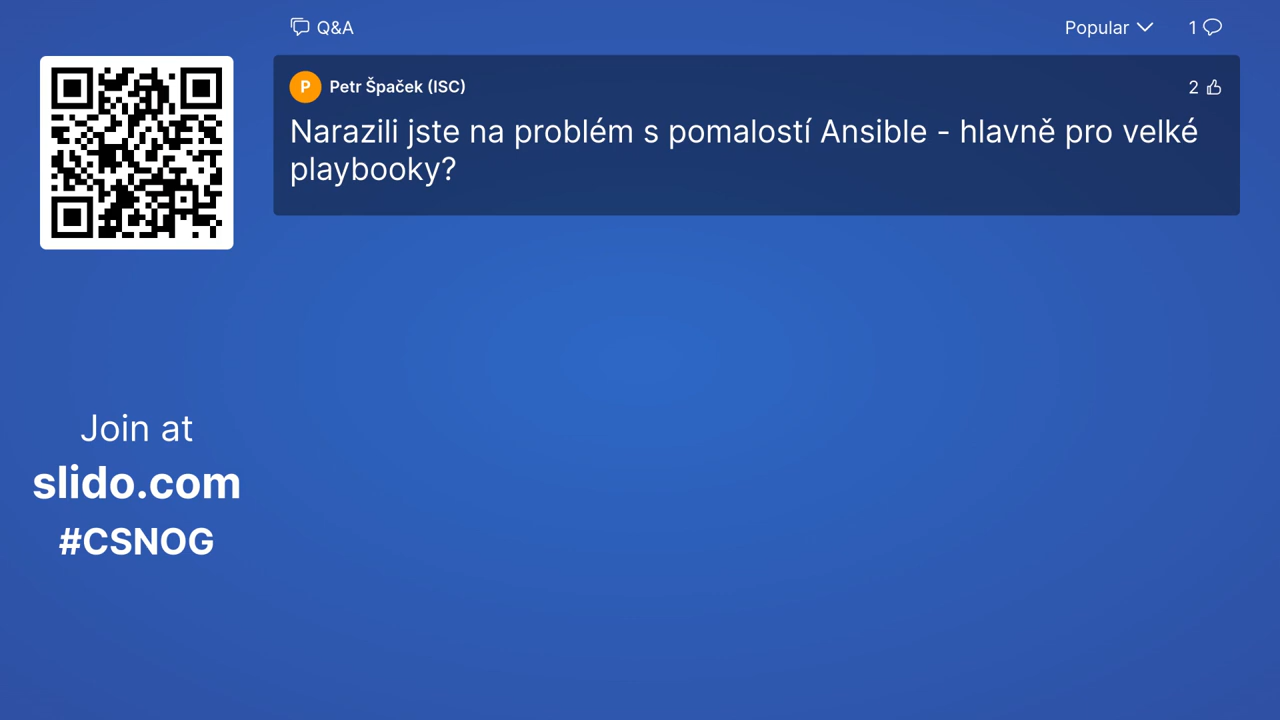 Q&A
Popular
1
P
Petr Špaček (ISC)
2
Narazili jste na problém s pomalostí Ansible - hlavně pro velké
playbooky?
Join at
slido.com
#CSNOG